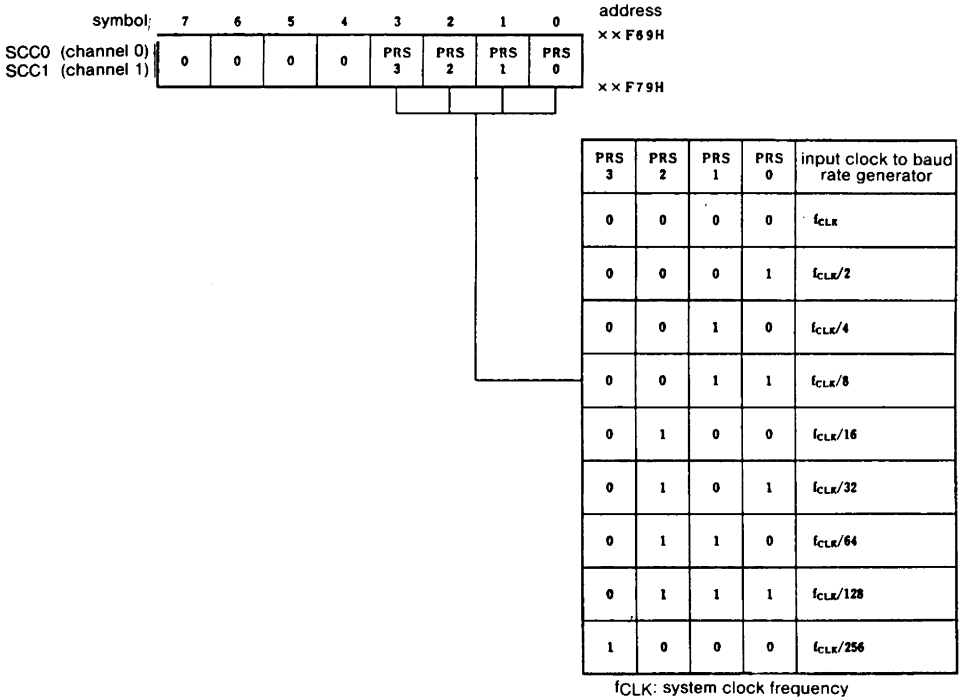 symbol; 7 6 5 4 3 2 1 0 address
××F69H
SCC0 (channel 0) 0 0 0 0 PRS 3 PRS 2 PRS 1 PRS 0
SCC1 (channel 1)
××F79H
PRS 3 PRS 2 PRS 1 PRS 0 input clock to baud rate generator
0 0 0 0 fCLK
0 0 0 1 fCLK/2
0 0 1 0 fCLK/4
0 0 1 1 fCLK/8
0 1 0 0 fCLK/16
0 1 0 1 fCLK/32
0 1 1 0 fCLK/64
0 1 1 1 fCLK/128
1 0 0 0 fCLK/256
fCLK: system clock frequency